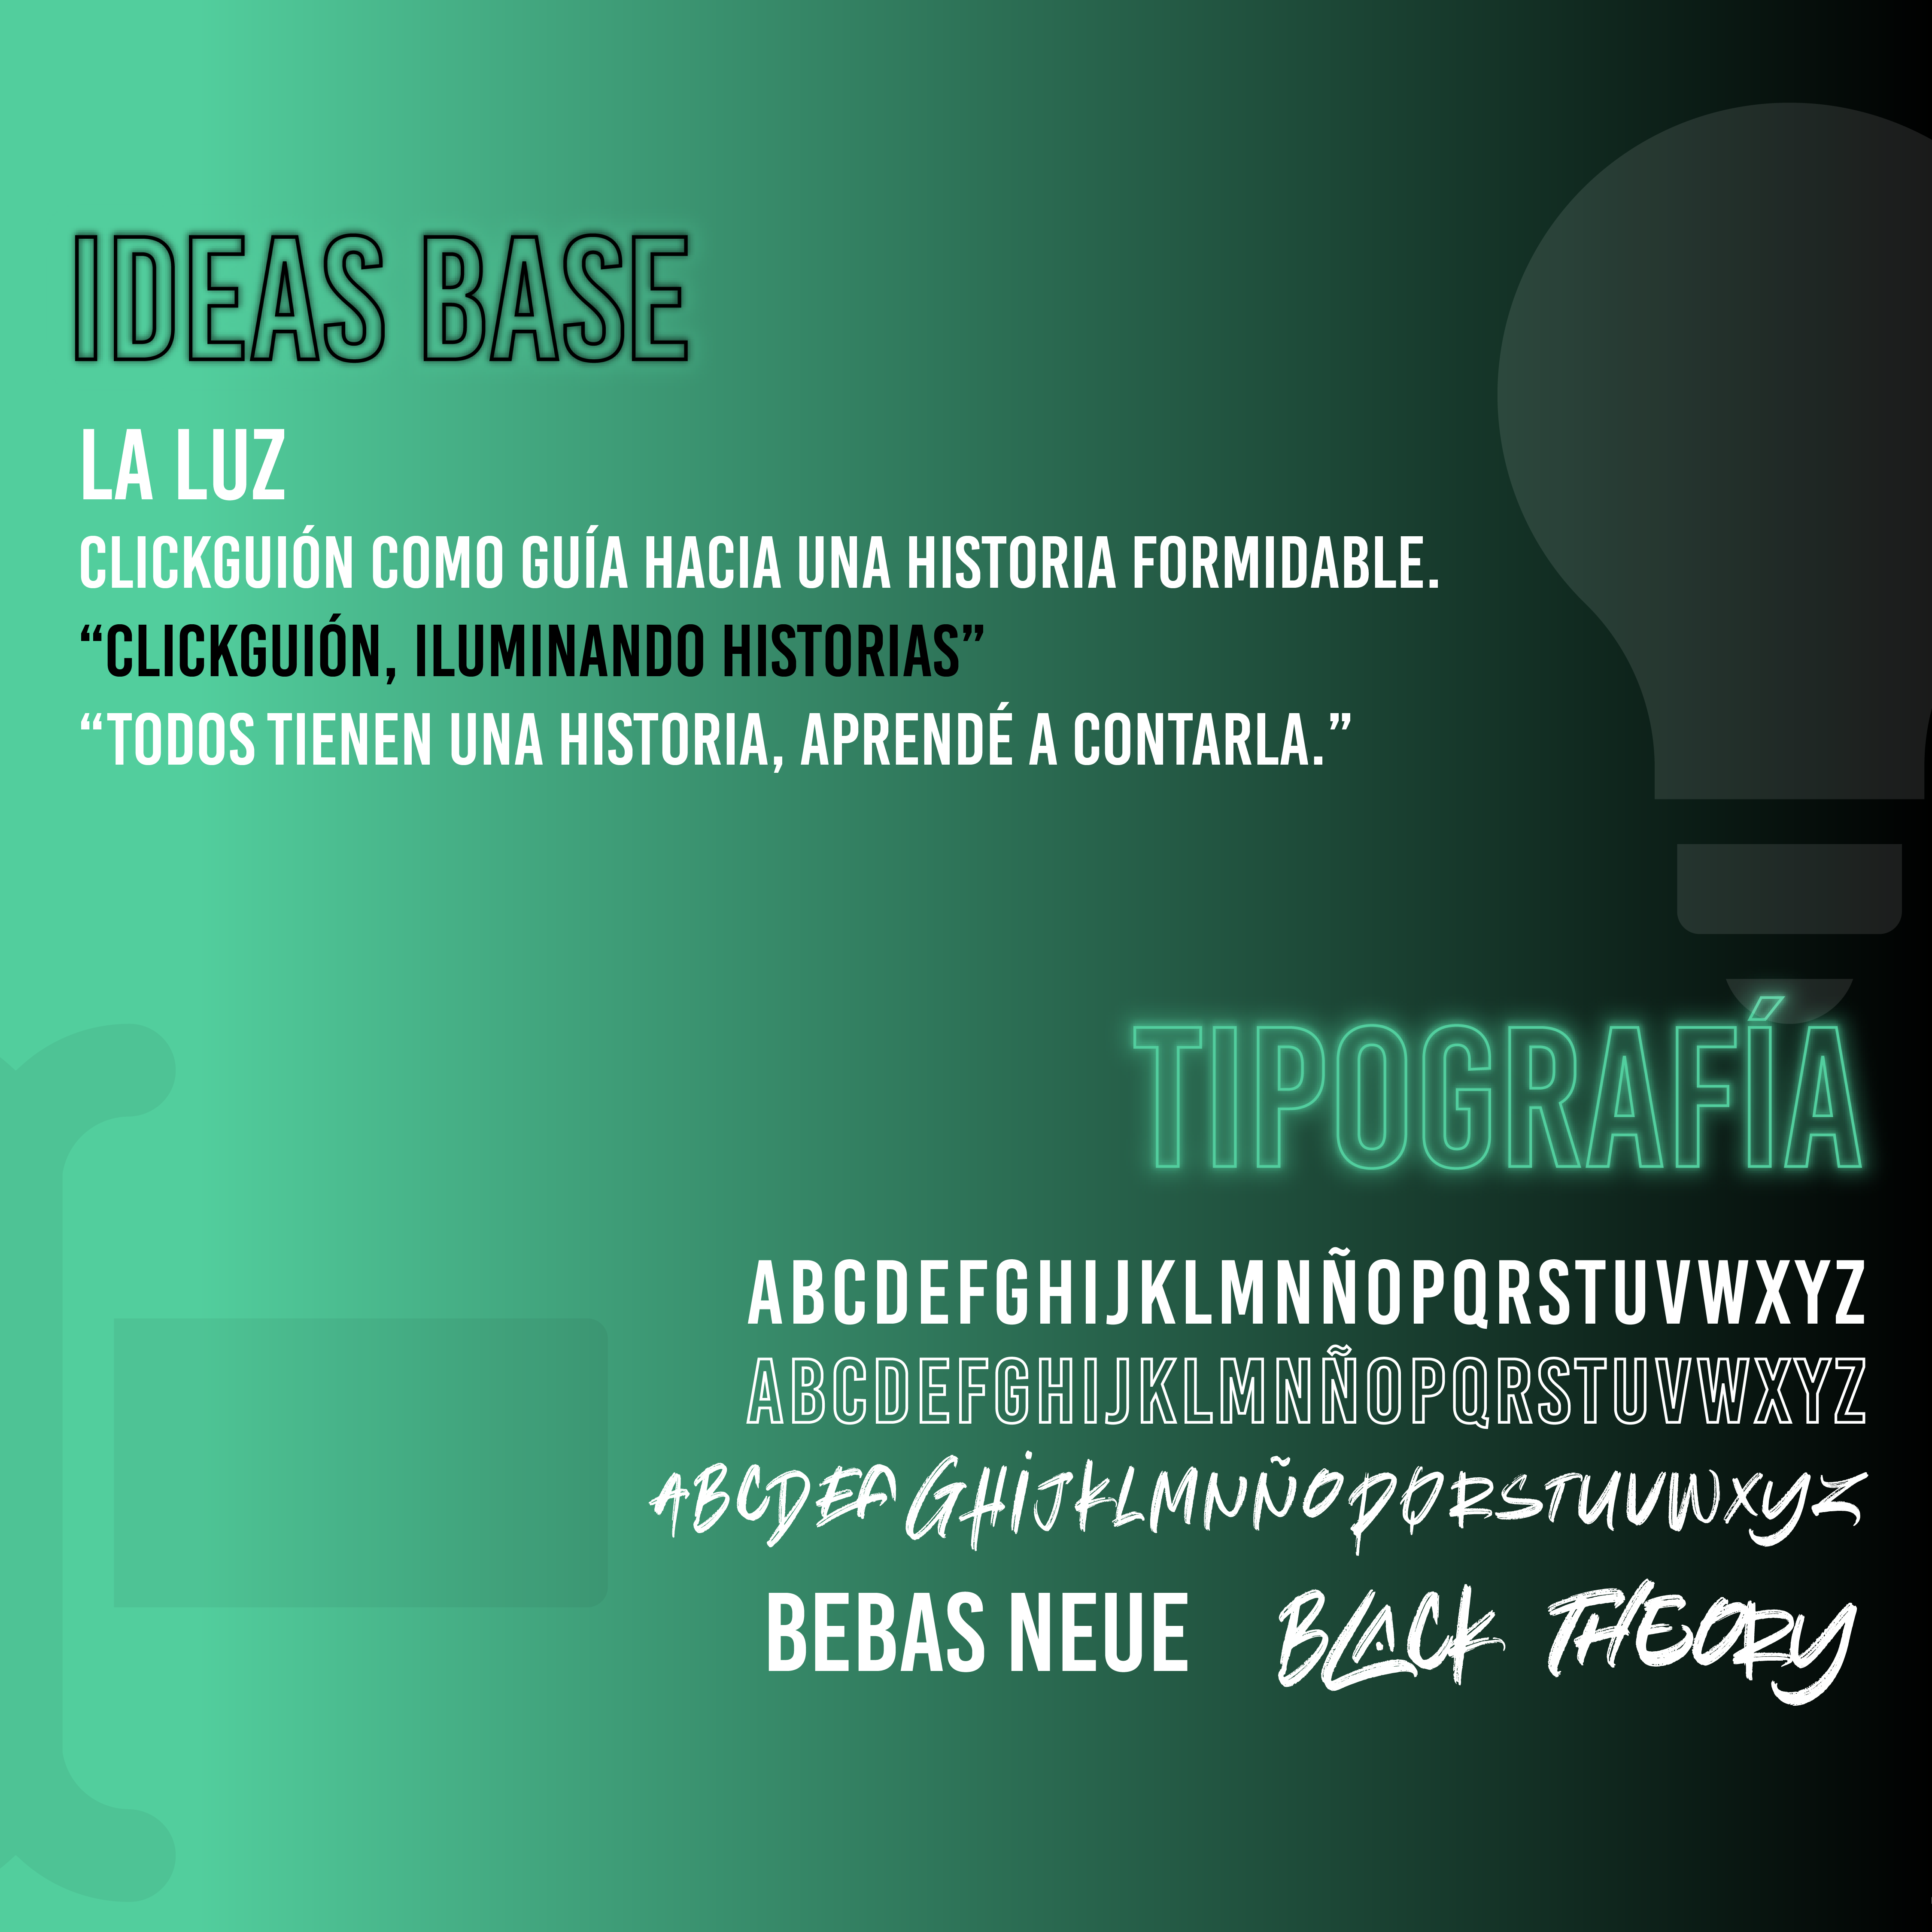 IDEAS BASE
LA LUZ
CLICKGUIÓN COMO GUÍA HACIA UNA HISTORIA FORMIDABLE.
“CLICKGUIÓN, ILUMINANDO HISTORIAS”
“TODOS TIENEN UNA HISTORIA, APRENDÉ A CONTARLA.”
TIPOGRAFÍA
ABCDEFGHIJKLMNÑOPQRSTUVWXYZ
ABCDEFGHIJKLMNÑOPQRSTUVWXYZ
ABCDEFGHIJKLMNÑOPQRSTUVWXYZ
BEBAS NEUE BLACK THEORY